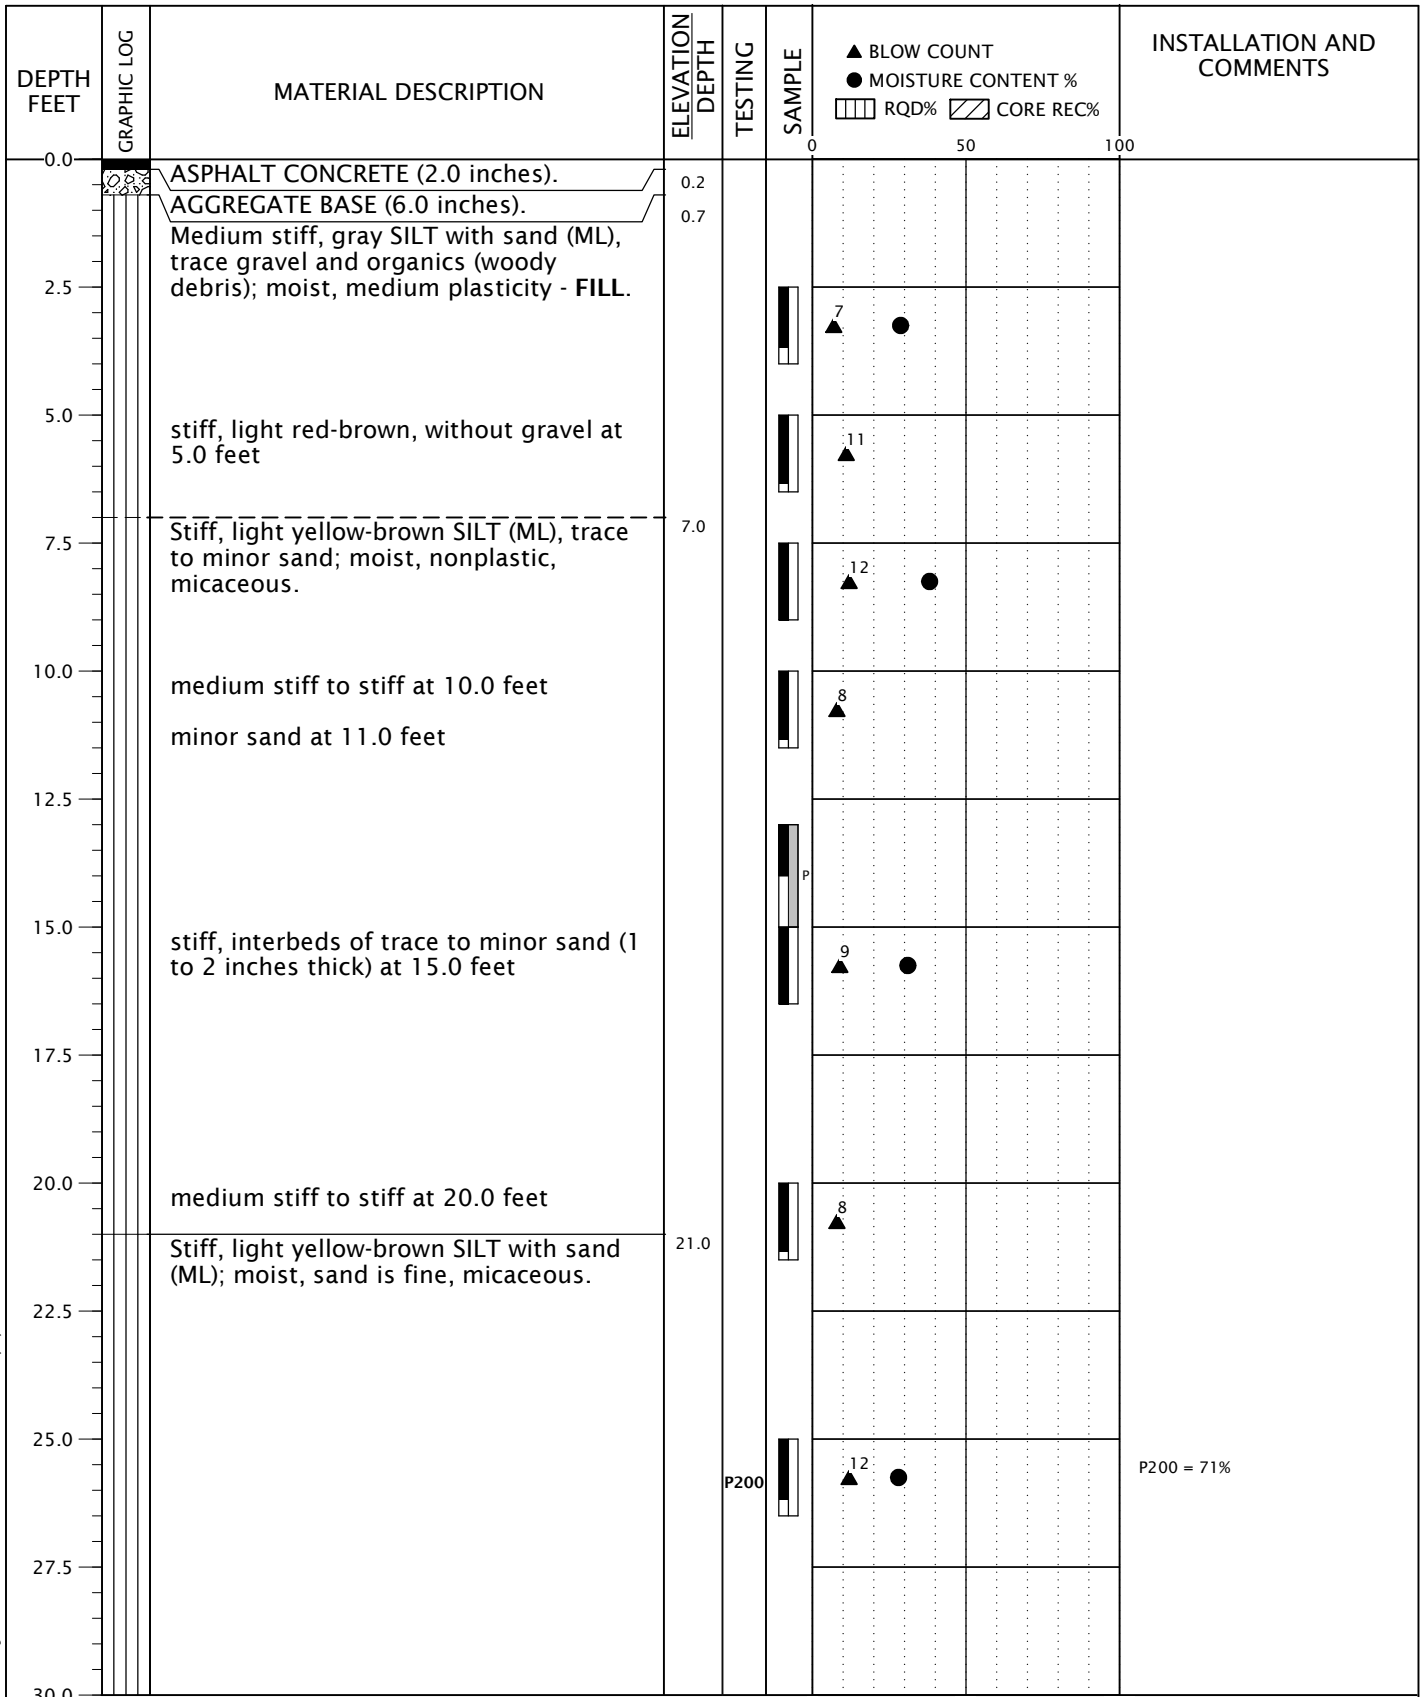 DEPTH
FEET
GRAPHIC LOG
MATERIAL DESCRIPTION
ELEVATION
DEPTH
TESTING
SAMPLE
▲ BLOW COUNT
● MOISTURE CONTENT %
RQD% CORE REC%
0 50 100
INSTALLATION AND
COMMENTS
0.0
ASPHALT CONCRETE (2.0 inches).
0.2
AGGREGATE BASE (6.0 inches).
0.7
Medium stiff, gray SILT with sand (ML),
trace gravel and organics (woody
debris); moist, medium plasticity - FILL.
2.5
7
5.0
stiff, light red-brown, without gravel at
5.0 feet
11
7.0
Stiff, light yellow-brown SILT (ML), trace
to minor sand; moist, nonplastic,
micaceous.
7.5
12
10.0
medium stiff to stiff at 10.0 feet
8
minor sand at 11.0 feet
12.5
P
15.0
stiff, interbeds of trace to minor sand (1
to 2 inches thick) at 15.0 feet
9
17.5
20.0
medium stiff to stiff at 20.0 feet
8
21.0
Stiff, light yellow-brown SILT with sand
(ML); moist, sand is fine, micaceous.
22.5
25.0
P200
12
P200 = 71%
27.5
30.0